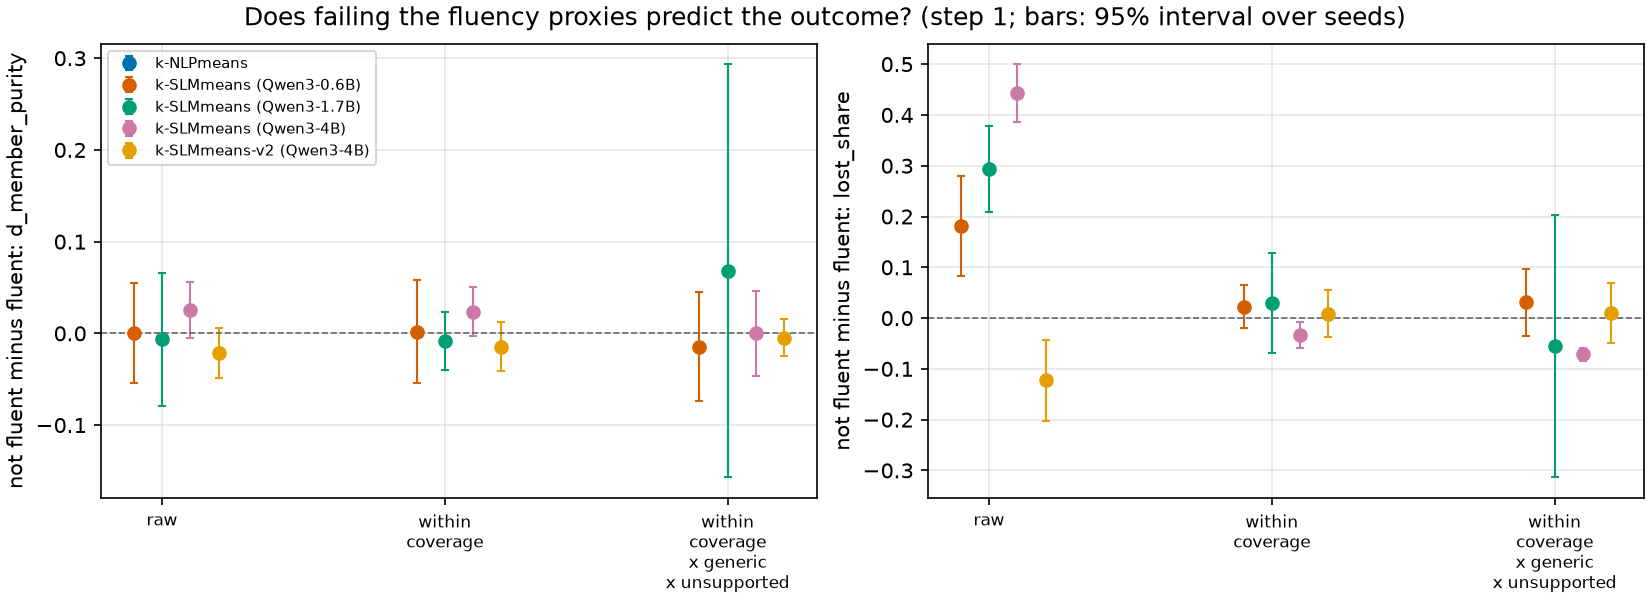 Does failing the fluency proxies predict the outcome? (step 1; bars: 95% interval over seeds)
not fluent minus fluent: d_member_purity
0.3
0.2
0.1
0.0
−0.1
k-NLPmeans
k-SLMmeans (Qwen3-0.6B)
k-SLMmeans (Qwen3-1.7B)
k-SLMmeans (Qwen3-4B)
k-SLMmeans-v2 (Qwen3-4B)
raw
within
coverage
within
coverage
x generic
x unsupported
not fluent minus fluent: lost_share
0.5
0.4
0.3
0.2
0.1
0.0
−0.1
−0.2
−0.3
raw
within
coverage
within
coverage
x generic
x unsupported